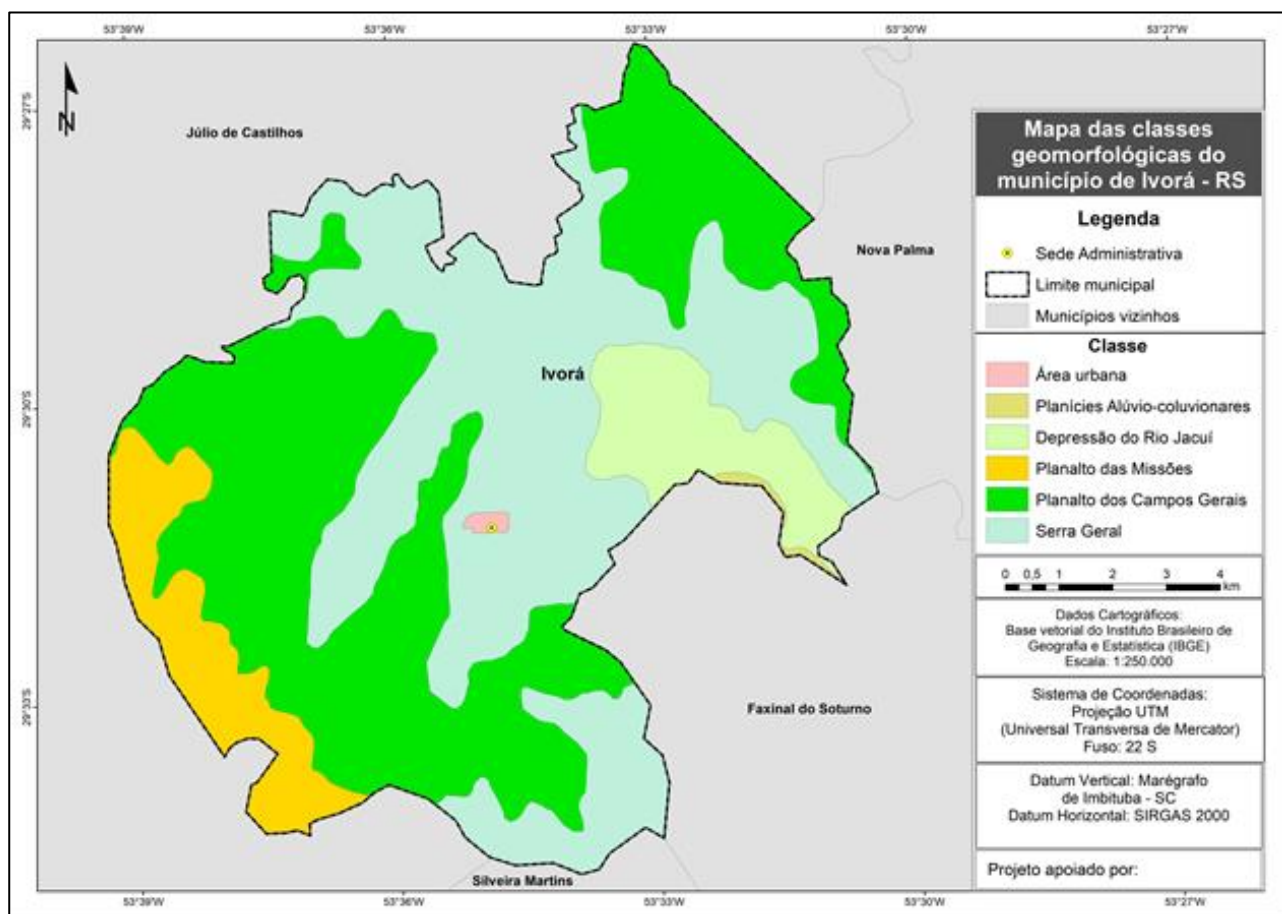 53°39'W 53°36'W 53°33'W 53°30'W 53°27'W
N
29°27'S
Júlio de Castilhos
Nova Palma
Ivorá
29°30'S
29°33'S
Faxinal do Soturno
Silveira Martins
53°39'W 53°36'W 53°33'W 53°30'W 53°27'W
Mapa das classes
geomorfológicas do
município de Ivorá - RS
Legenda
Sede Administrativa
Limite municipal
Municípios vizinhos
Classe
Área urbana
Planícies Alúvio-coluvionares
Depressão do Rio Jacuí
Planalto das Missões
Planalto dos Campos Gerais
Serra Geral
0 0,5 1 2 3 4
km
Dados Cartográficos:
Base vetorial do Instituto Brasileiro de
Geografia e Estatística (IBGE)
Escala: 1:250.000
Sistema de Coordenadas:
Projeção UTM
(Universal Transversa de Mercator)
Fuso: 22 S
Datum Vertical: Marégrafo
de Imbituba - SC
Datum Horizontal: SIRGAS 2000
Projeto apoiado por: